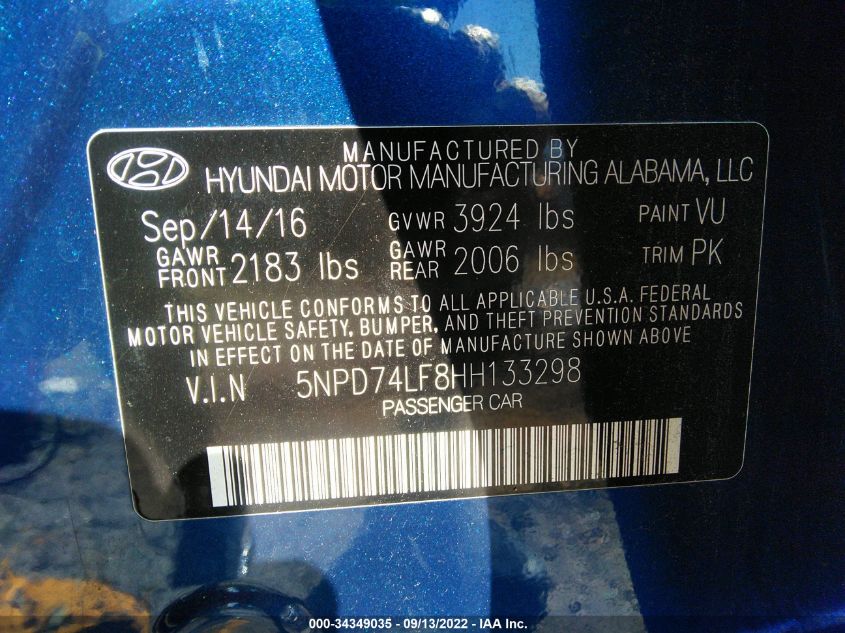 MANUFACTURED BY
HYUNDAI MOTOR MANUFACTURING ALABAMA, LLC
Sep/14/16 GVWR 3924 lbs PAINT VU
GAWR FRONT 2183 lbs GAWR REAR 2006 lbs TRIM PK
THIS VEHICLE CONFORMS TO ALL APPLICABLE U.S.A. FEDERAL
MOTOR VEHICLE SAFETY, BUMPER, AND THEFT PREVENTION STANDARDS
IN EFFECT ON THE DATE OF MANUFACTURE SHOWN ABOVE
V.I.N 5NPD74LF8HH133298
PASSENGER CAR
000-34349035 - 09/13/2022 - IAA Inc.